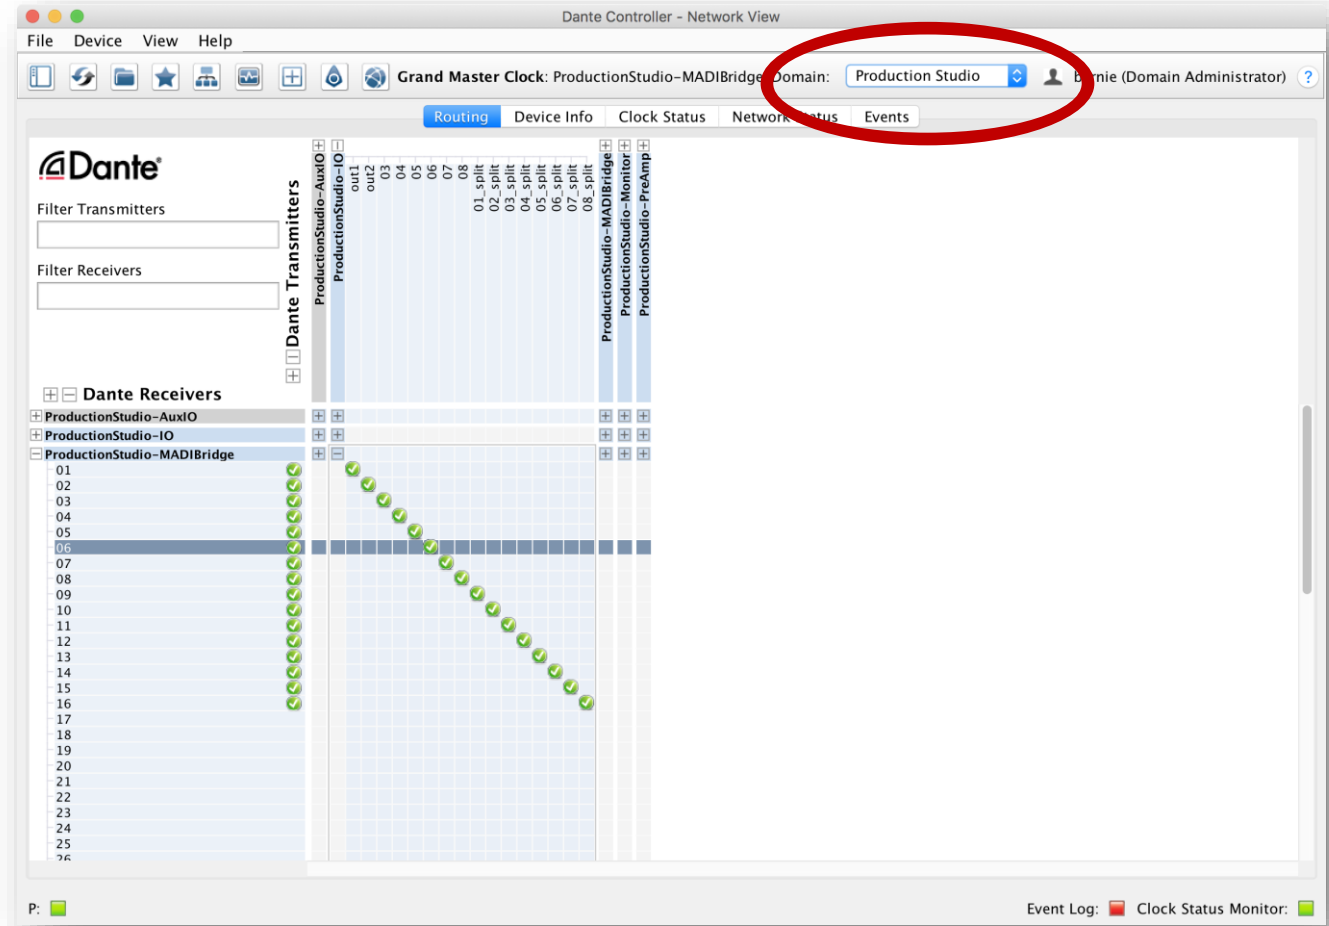 Dante Controller - Network View
File Device View Help
Grand Master Clock: ProductionStudio-MADIBridge Domain: Production Studio (Domain Administrator) ?
Routing Device Info Clock Status Network Status Events
Dante
Filter Transmitters
Filter Receivers
Dante Transmitters
ProductionStudio-AuxIO
ProductionStudio-IO
out1
out2
03
04
05
06
07
08
01_split
02_split
03_split
04_split
05_split
06_split
07_split
08_split
ProductionStudio-MADIBridge
ProductionStudio-Monitor
ProductionStudio-PreAmp
Dante Receivers
ProductionStudio-AuxIO
ProductionStudio-IO
ProductionStudio-MADIBridge
01
02
03
04
05
06
07
08
09
10
11
12
13
14
15
16
17
18
19
20
21
22
23
24
25
26
P:
Event Log: Clock Status Monitor: